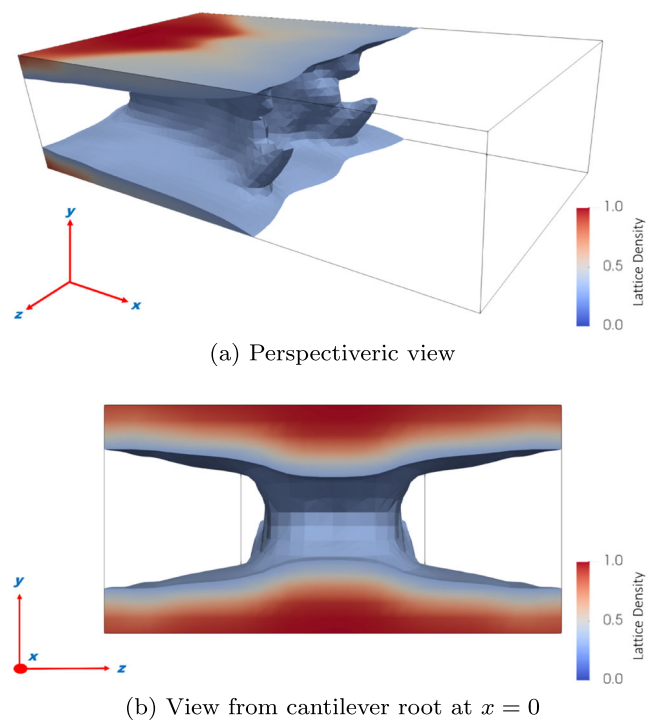 1.0
0.5
0.0
Lattice Density
y
z
x
(a) Perspectiveric view
1.0
0.5
0.0
Lattice Density
y
x
z
(b) View from cantilever root at x = 0